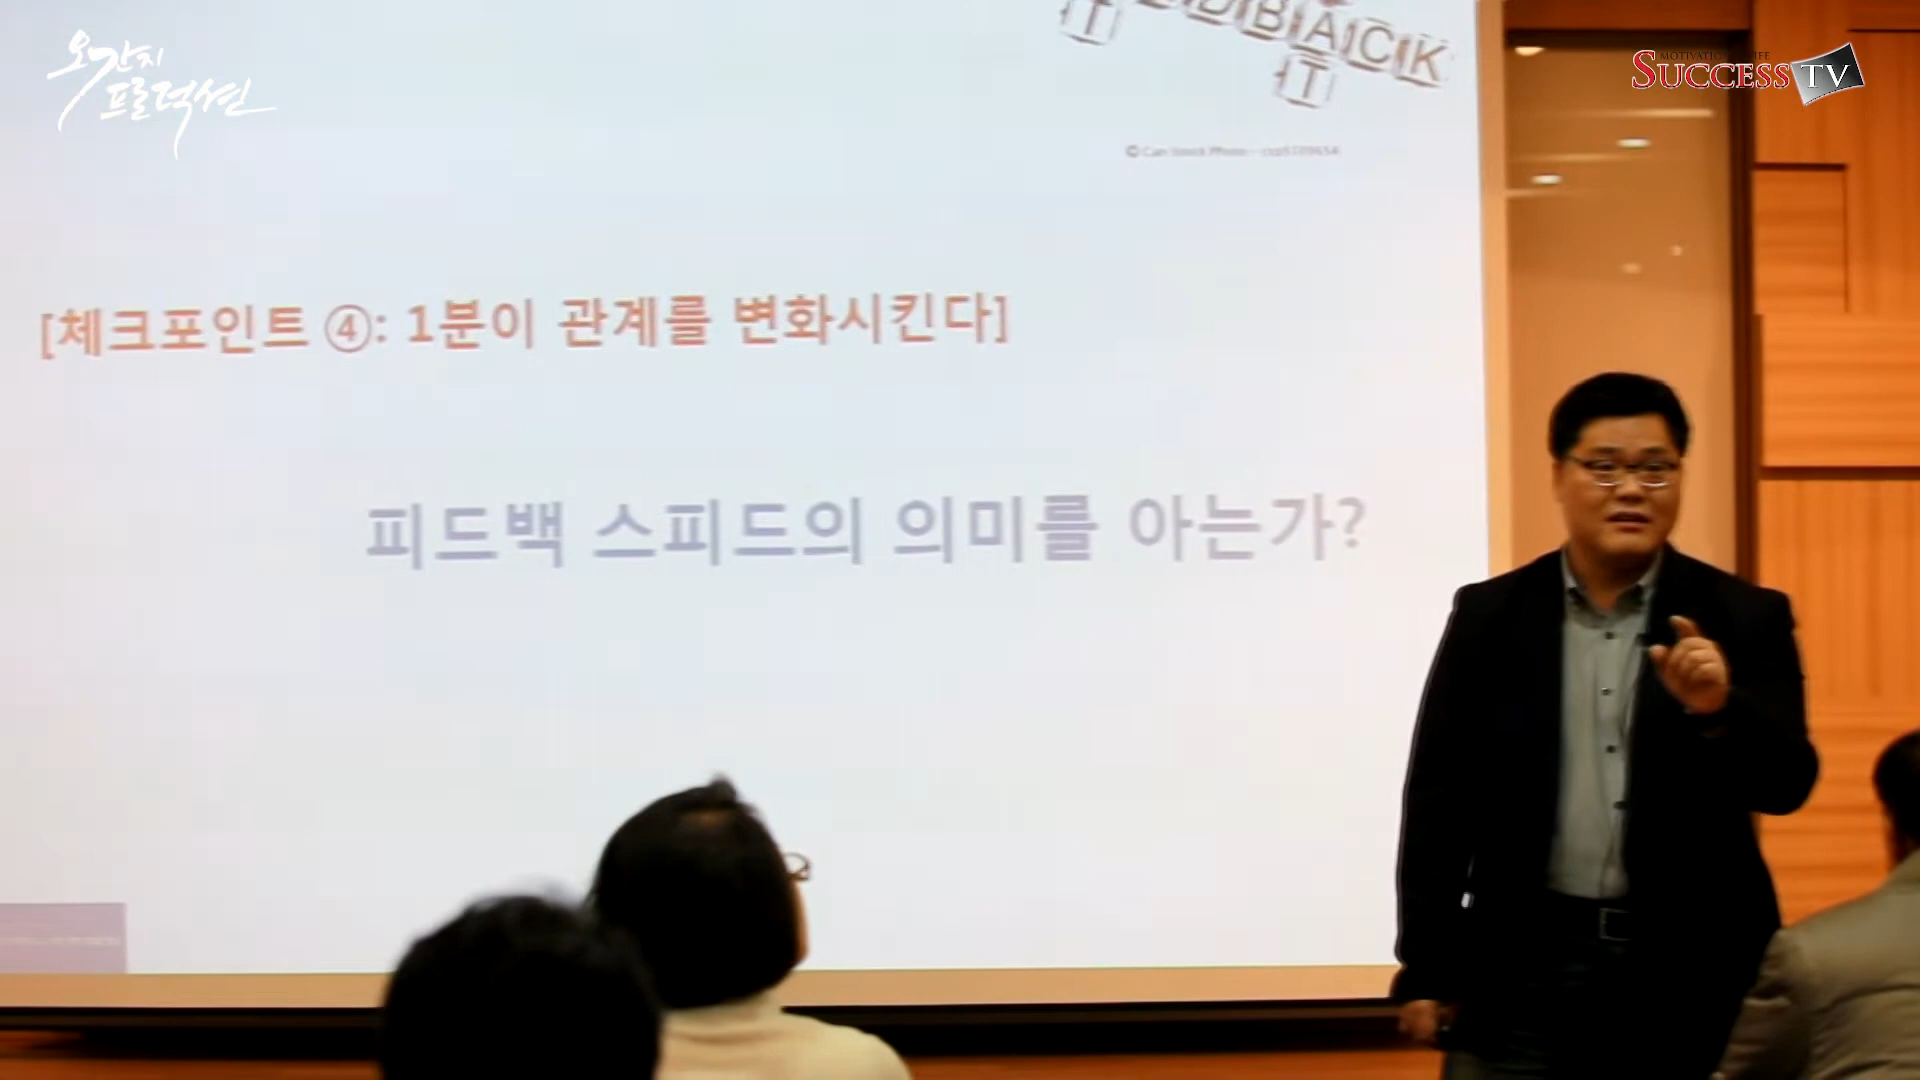 오간지
프로덕션
MOTIVATION LIFE
SUCCESS TV
[체크포인트 ④: 1분이 관계를 변화시킨다]
피드백 스피드의 의미를 아는가?